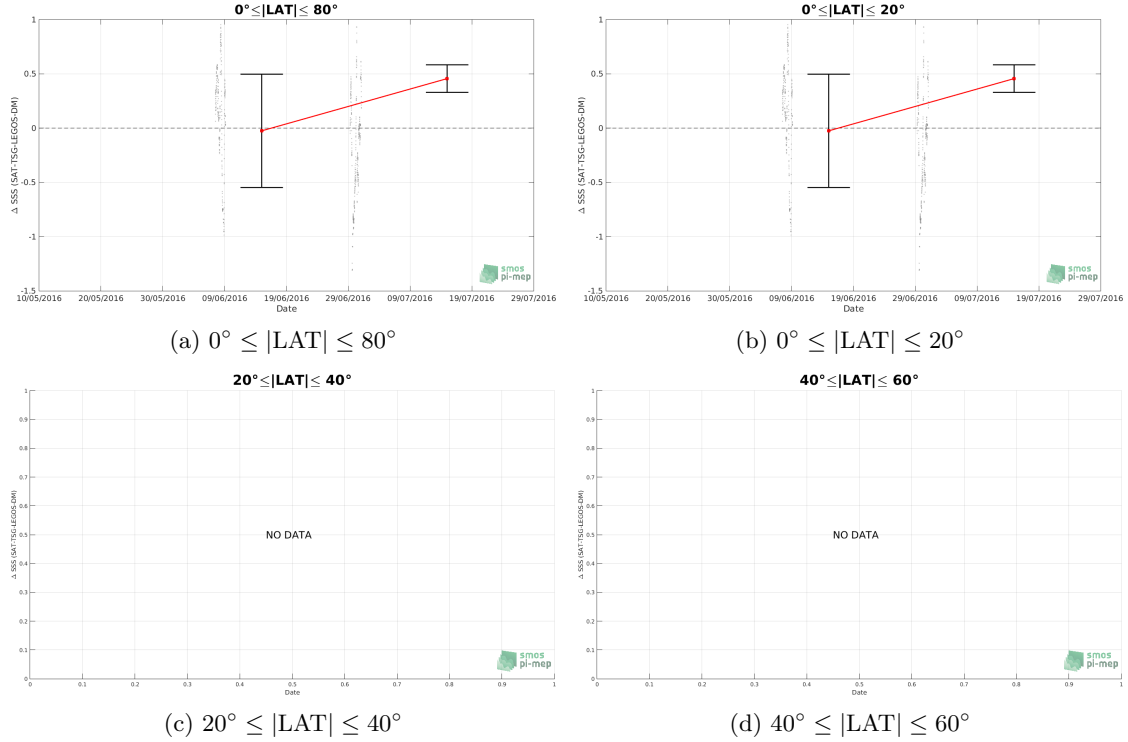 0°≤|LAT|≤ 80°
Δ SSS (SAT-TSG-LEGOS-DM)
1
0.5
0
-0.5
-1
-1.5
10/05/2016 20/05/2016 30/05/2016 09/06/2016 19/06/2016 29/06/2016 09/07/2016 19/07/2016 29/07/2016
Date
smos
pi-mep
(a) 0° ≤ |LAT| ≤ 80°
0°≤|LAT|≤ 20°
Δ SSS (SAT-TSG-LEGOS-DM)
1
0.5
0
-0.5
-1
-1.5
10/05/2016 20/05/2016 30/05/2016 09/06/2016 19/06/2016 29/06/2016 09/07/2016 19/07/2016 29/07/2016
Date
smos
pi-mep
(b) 0° ≤ |LAT| ≤ 20°
20°≤|LAT|≤ 40°
Δ SSS (SAT-TSG-LEGOS-DM)
1
0.9
0.8
0.7
0.6
0.5
0.4
0.3
0.2
0.1
0
NO DATA
0 0.1 0.2 0.3 0.4 0.5 0.6 0.7 0.8 0.9 1
Date
smos
pi-mep
(c) 20° ≤ |LAT| ≤ 40°
40°≤|LAT|≤ 60°
Δ SSS (SAT-TSG-LEGOS-DM)
1
0.9
0.8
0.7
0.6
0.5
0.4
0.3
0.2
0.1
0
NO DATA
0 0.1 0.2 0.3 0.4 0.5 0.6 0.7 0.8 0.9 1
Date
smos
pi-mep
(d) 40° ≤ |LAT| ≤ 60°